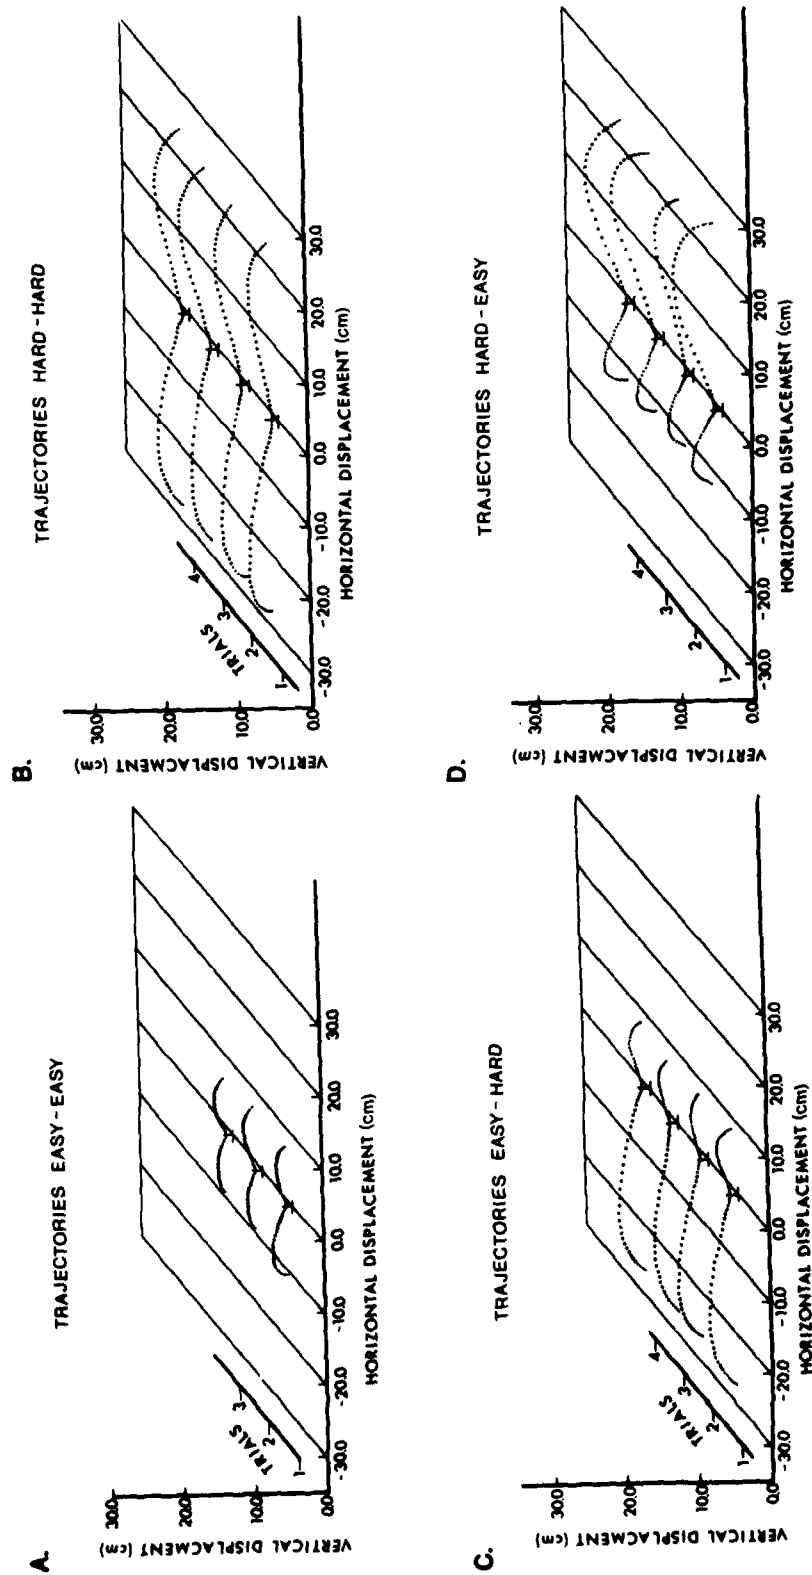 A.
TRAJECTORIES EASY-EASY
VERTICAL DISPLACMENT (cm)
30.0
20.0
10.0
0.0
TRIALS
1
2
3
-30.0
-20.0
-10.0
0.0
10.0
20.0
30.0
HORIZONTAL DISPLACEMENT (cm)
B.
TRAJECTORIES HARD-HARD
VERTICAL DISPLACMENT (cm)
30.0
20.0
10.0
0.0
TRIALS
1
2
3
4
-30.0
-20.0
-10.0
0.0
10.0
20.0
30.0
HORIZONTAL DISPLACEMENT (cm)
C.
TRAJECTORIES EASY-HARD
VERTICAL DISPLACMENT (cm)
30.0
20.0
10.0
0.0
TRIALS
1
2
3
4
-30.0
-20.0
-10.0
0.0
10.0
20.0
30.0
HORIZONTAL DISPLACEMENT (cm)
D.
TRAJECTORIES HARD-EASY
VERTICAL DISPLACMENT (cm)
30.0
20.0
10.0
0.0
TRIALS
1
2
3
4
-30.0
-20.0
-10.0
0.0
10.0
20.0
30.0
HORIZONTAL DISPLACEMENT (cm)